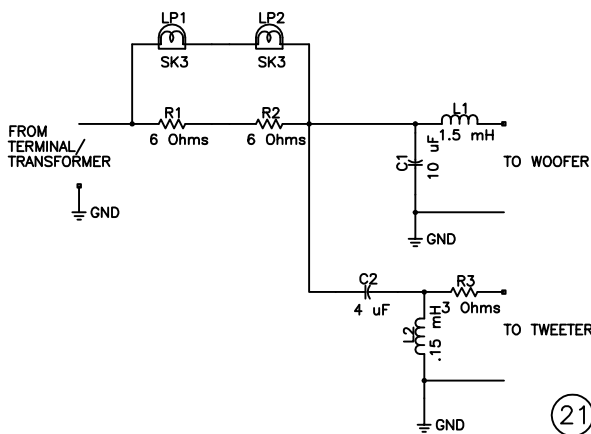 LP1
LP2
SK3
SK3
R1
R2
6 Ohms
6 Ohms
FROM
TERMINAL/
TRANSFORMER
GND
L1
1.5 mH
C1
10 uF
TO WOOFER
GND
C2
4 uF
R3
3 Ohms
L2
.15 mH
TO TWEETER
GND
21